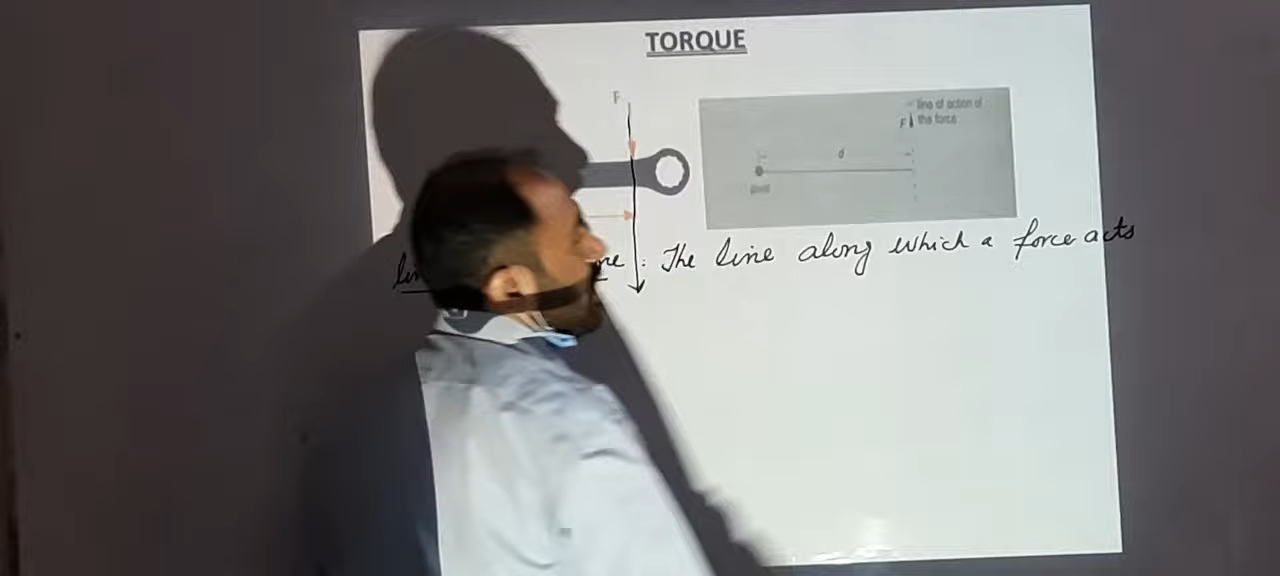 TORQUE
F
line of action of
F the force
d
pivot
: The line along which a force acts